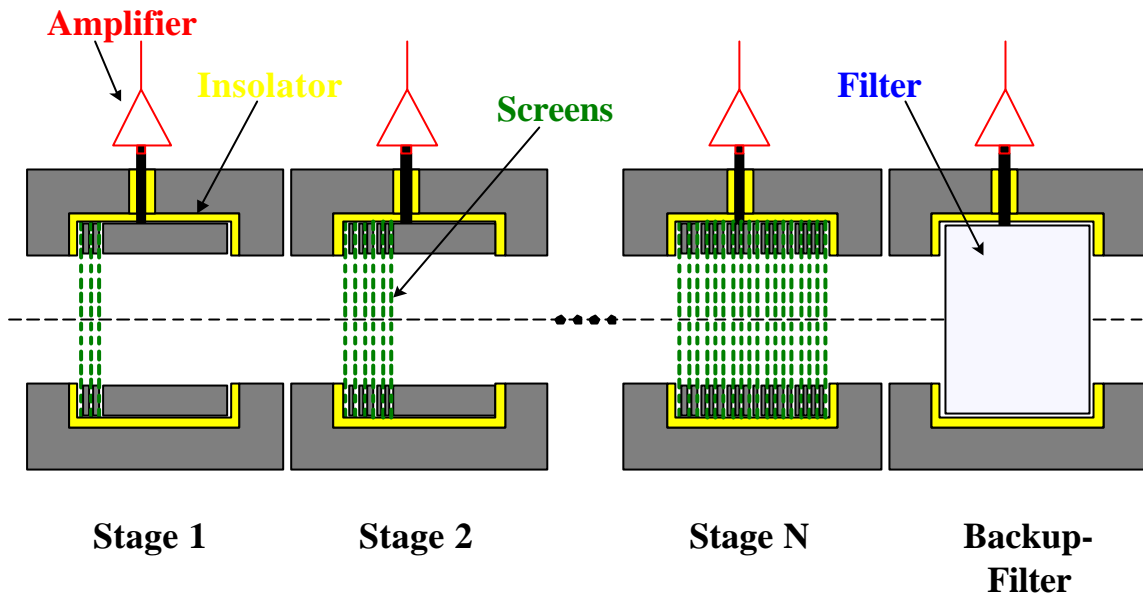 Amplifier
Insolator
Screens
Filter
Stage 1
Stage 2
Stage N
Backup-
Filter